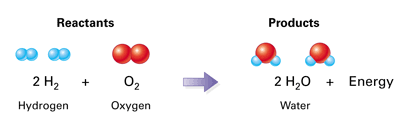 Reactants Products
2 H₂ + O₂ 2 H₂O + Energy
Hydrogen Oxygen Water